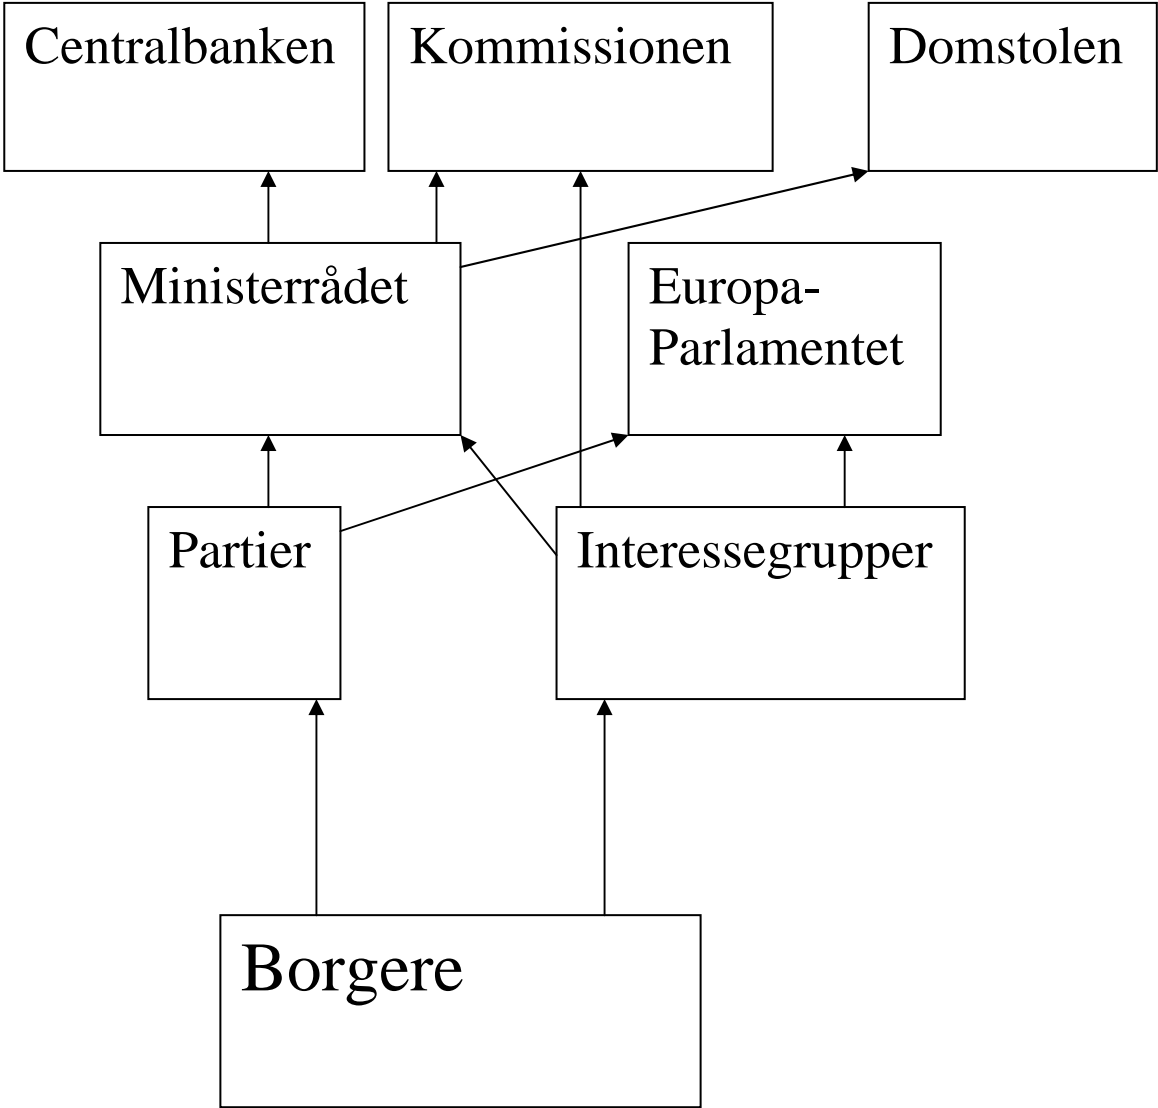 Centralbanken
Kommissionen
Domstolen
Ministerrådet
Europa-
Parlamentet
Partier
Interessegrupper
Borgere